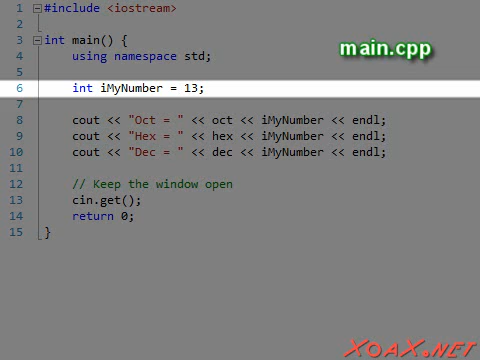 main.cpp
1 #include <iostream>
2
3 int main() {
4 using namespace std;
5
6 int iMyNumber = 13;
7
8 cout << "Oct = " << oct << iMyNumber << endl;
9 cout << "Hex = " << hex << iMyNumber << endl;
10 cout << "Dec = " << dec << iMyNumber << endl;
11
12 // Keep the window open
13 cin.get();
14 return 0;
15 }
XOAX.NET